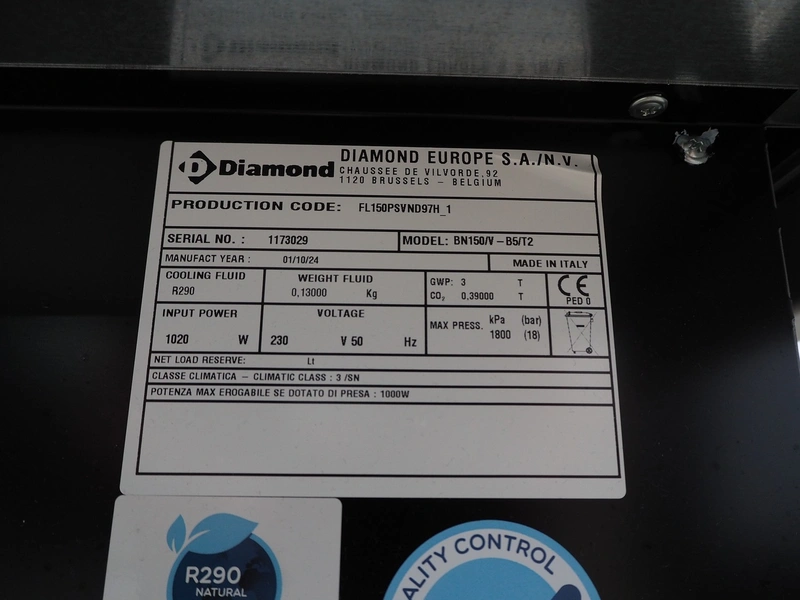 Diamond
DIAMOND EUROPE S.A./N.V.
CHAUSSEE DE VILVORDE,92
1120 BRUSSELS - BELGIUM
PRODUCTION CODE: FL150PSVND97H_1
SERIAL NO. : 1173029
MODEL: BN150/V - B5/T2
MANUFACT YEAR : 01/10/24
MADE IN ITALY
COOLING FLUID
R290
WEIGHT FLUID
0,13000 Kg
GWP: 3 T
CO₂ 0,39000 T
CE
PED 0
INPUT POWER
1020 W
VOLTAGE
230 V 50 Hz
MAX PRESS. kPa (bar)
1800 (18)
NET LOAD RESERVE: Lt
CLASSE CLIMATICA - CLIMATIC CLASS : 3 /SN
POTENZA MAX EROGABILE SE DOTATO DI PRESA : 1000W
R290
NATURAL
ALITY CONTROL